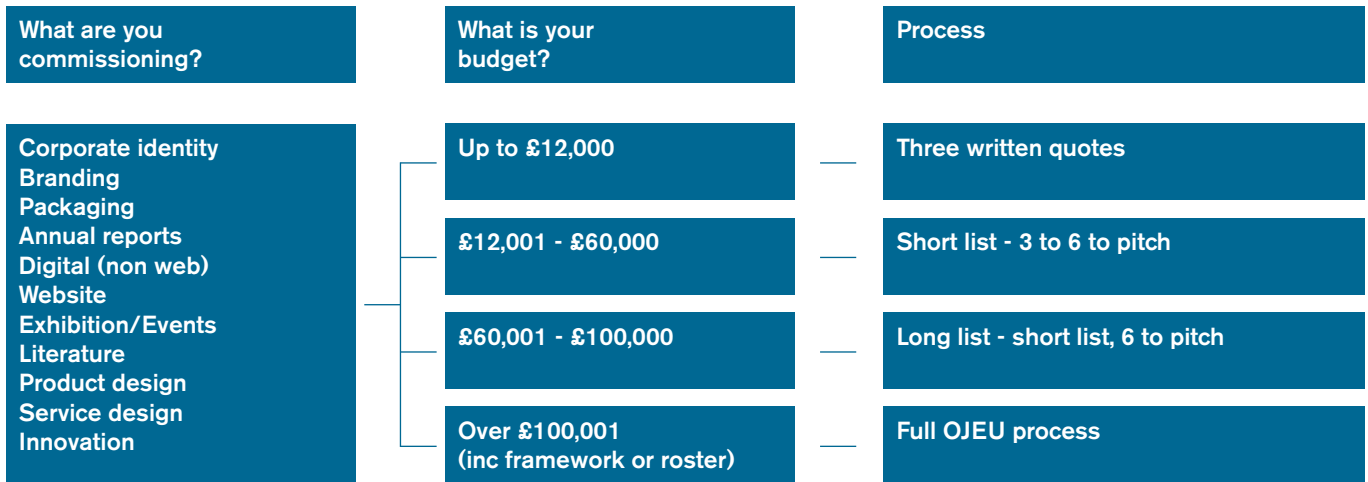 What are you
commissioning?
What is your
budget?
Process
Corporate identity
Branding
Packaging
Annual reports
Digital (non web)
Website
Exhibition/Events
Literature
Product design
Service design
Innovation
Up to £12,000
Three written quotes
£12,001 - £60,000
Short list - 3 to 6 to pitch
£60,001 - £100,000
Long list - short list, 6 to pitch
Over £100,001
(inc framework or roster)
Full OJEU process